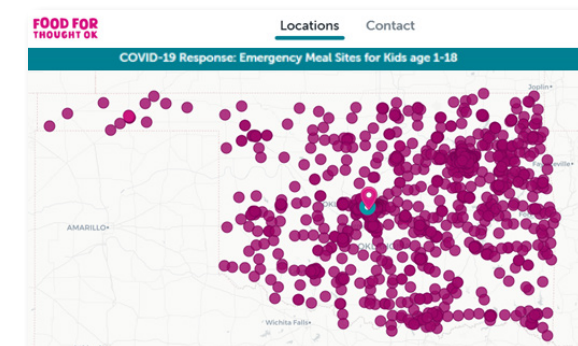 FOOD FOR
THOUGHT OK
Locations Contact
COVID-19 Response: Emergency Meal Sites for Kids age 1-18
Joplin
AMARILLO
Wichita Falls